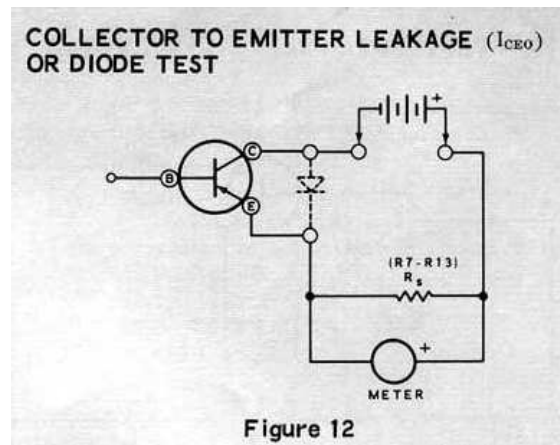 COLLECTOR TO EMITTER LEAKAGE (ICEO)
OR DIODE TEST
+
C
B
E
(R7-R13)
Rs
+
METER
Figure 12